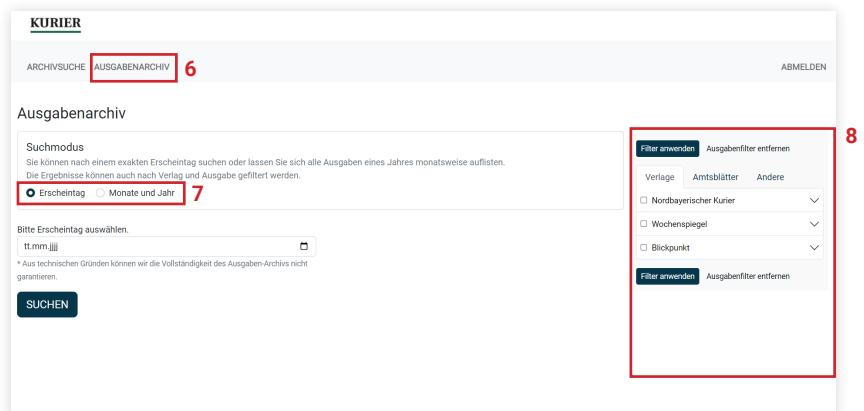 KURIER
ARCHIVSUCHE AUSGABENARCHIV 6 ABMELDEN
Ausgabenarchiv
Suchmodus
Sie können nach einem exakten Erscheintag suchen oder lassen Sie sich alle Ausgaben eines Jahres monatsweise auflisten.
Die Ergebnisse können auch nach Verlag und Ausgabe gefiltert werden.
Erscheintag Monate und Jahr 7
Bitte Erscheintag auswählen.
tt.mm.jjjj
* Aus technischen Gründen können wir die Vollständigkeit des Ausgaben-Archivs nicht
garantieren.
SUCHEN
8
Filter anwenden Ausgabenfilter entfernen
Verlage Amtsblätter Andere
Nordbayerischer Kurier
Wochenspiegel
Blickpunkt
Filter anwenden Ausgabenfilter entfernen